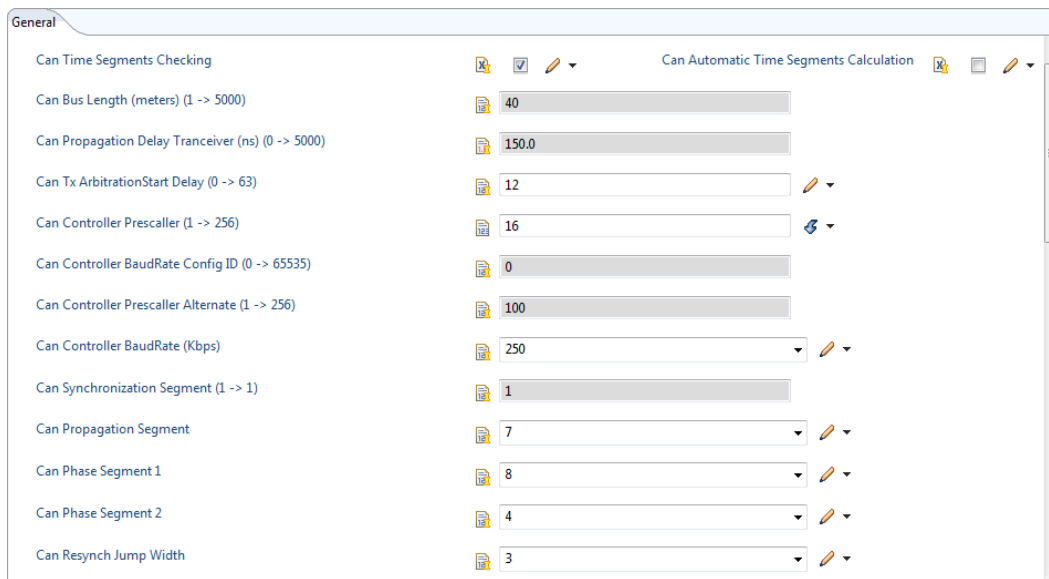 General
Can Time Segments Checking Can Automatic Time Segments Calculation
Can Bus Length (meters) (1 -> 5000) 40
Can Propagation Delay Tranceiver (ns) (0 -> 5000) 150.0
Can Tx ArbitrationStart Delay (0 -> 63) 12
Can Controller Prescaller (1 -> 256) 16
Can Controller BaudRate Config ID (0 -> 65535) 0
Can Controller Prescaller Alternate (1 -> 256) 100
Can Controller BaudRate (Kbps) 250
Can Synchronization Segment (1 -> 1) 1
Can Propagation Segment 7
Can Phase Segment 1 8
Can Phase Segment 2 4
Can Resynch Jump Width 3